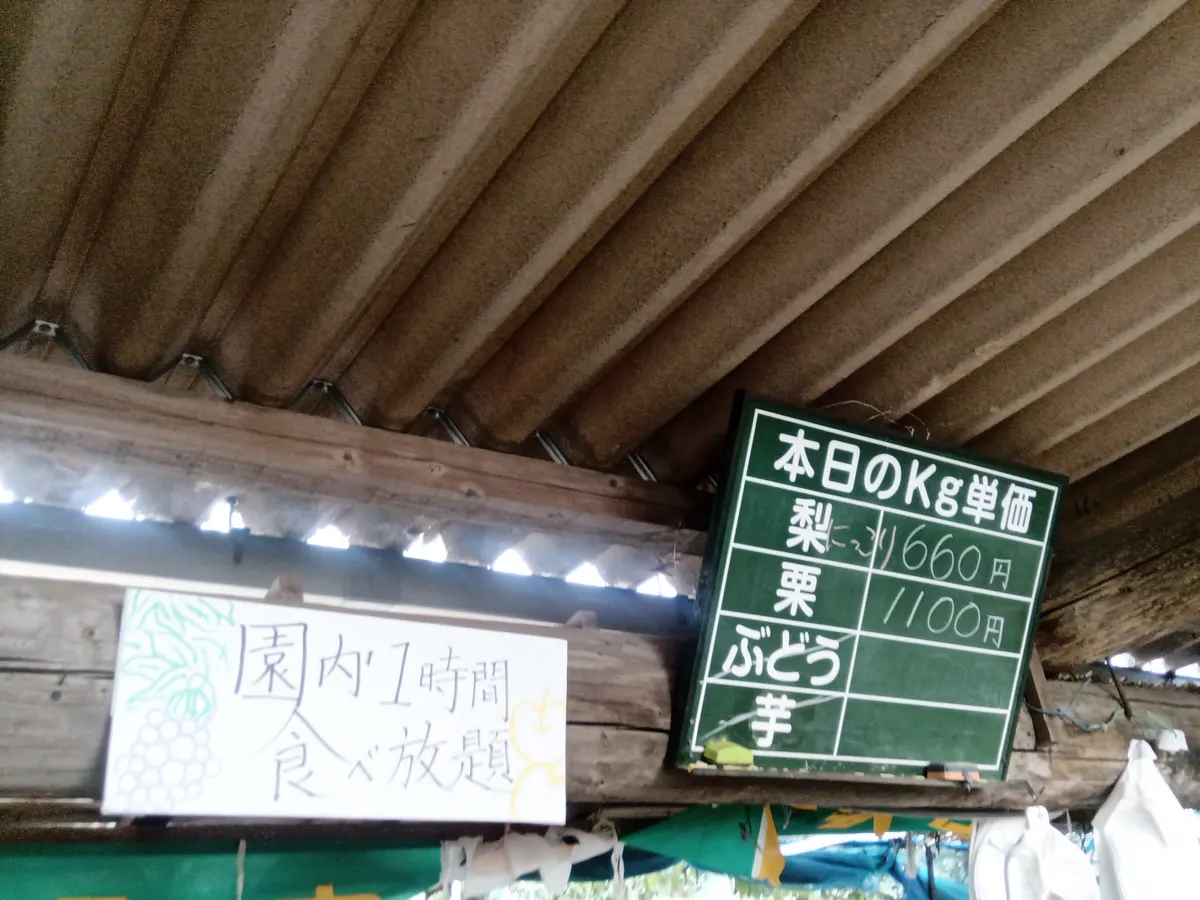 園内1時間
食べ放題
本日のKg単価
梨にっこり 660円
栗 1100円
ぶどう
芋